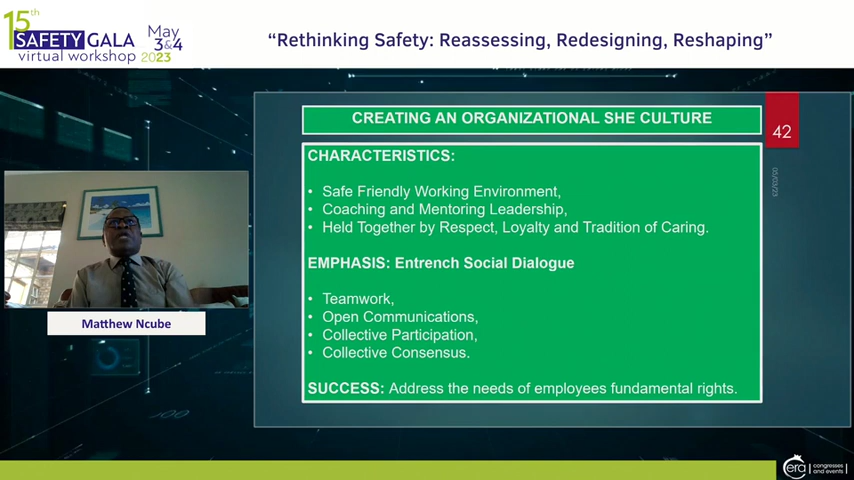 15th
SAFETY GALA
virtual workshop
May
3&4
2023
“Rethinking Safety: Reassessing, Redesigning, Reshaping”
CREATING AN ORGANIZATIONAL SHE CULTURE
42
05/03/23
CHARACTERISTICS:
• Safe Friendly Working Environment,
• Coaching and Mentoring Leadership,
• Held Together by Respect, Loyalty and Tradition of Caring.
EMPHASIS: Entrench Social Dialogue
• Teamwork,
• Open Communications,
• Collective Participation,
• Collective Consensus.
SUCCESS: Address the needs of employees fundamental rights.
Matthew Ncube
era
congresses
and events